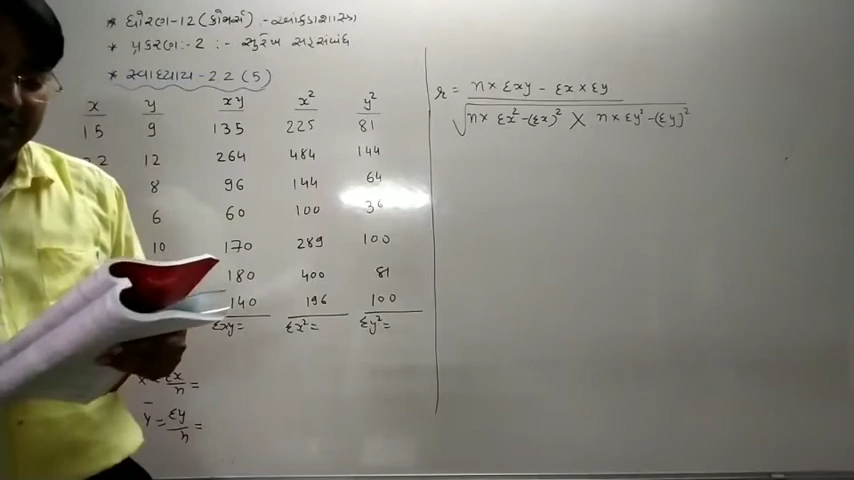 * ધોરણ-12 (કોમર્સ) :- આંકડાશાસ્ત્ર
* પ્રકરણ:- 2 :- સુરેખ સહસંબંધ
* સ્વાધ્યાય - 2 2 (5)
x y xy x² y²
15 9 135 225 81
2 12 264 484 144
8 96 144 64
6 60 100 36
10 170 289 100
180 400 81
140 196 100
Σxy= Σx²= Σy²=
Σx/n =
ȳ = Σy/n =
r = n × Σxy - Σx × Σy
√n × Σx² - (Σx)² × n × Σy² - (Σy)²